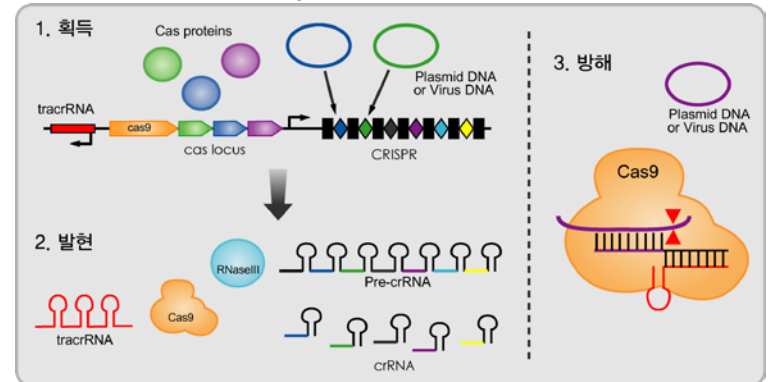 1. 획득
Cas proteins
Plasmid DNA
or Virus DNA
tracrRNA
cas9
cas locus
CRISPR
2. 발현
RNaseIII
Pre-crRNA
Cas9
tracrRNA
crRNA
3. 방해
Plasmid DNA
or Virus DNA
Cas9